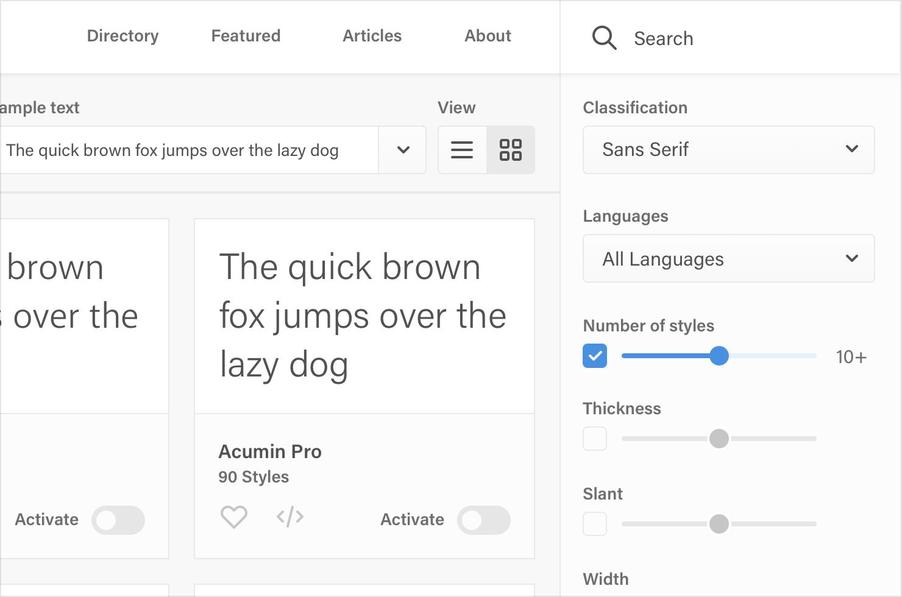 Directory Featured Articles About Search
ample text View
The quick brown fox jumps over the lazy dog
brown
over the
The quick brown
fox jumps over the
lazy dog
Acumin Pro
90 Styles
Activate
Activate
Classification
Sans Serif
Languages
All Languages
Number of styles
10+
Thickness
Slant
Width